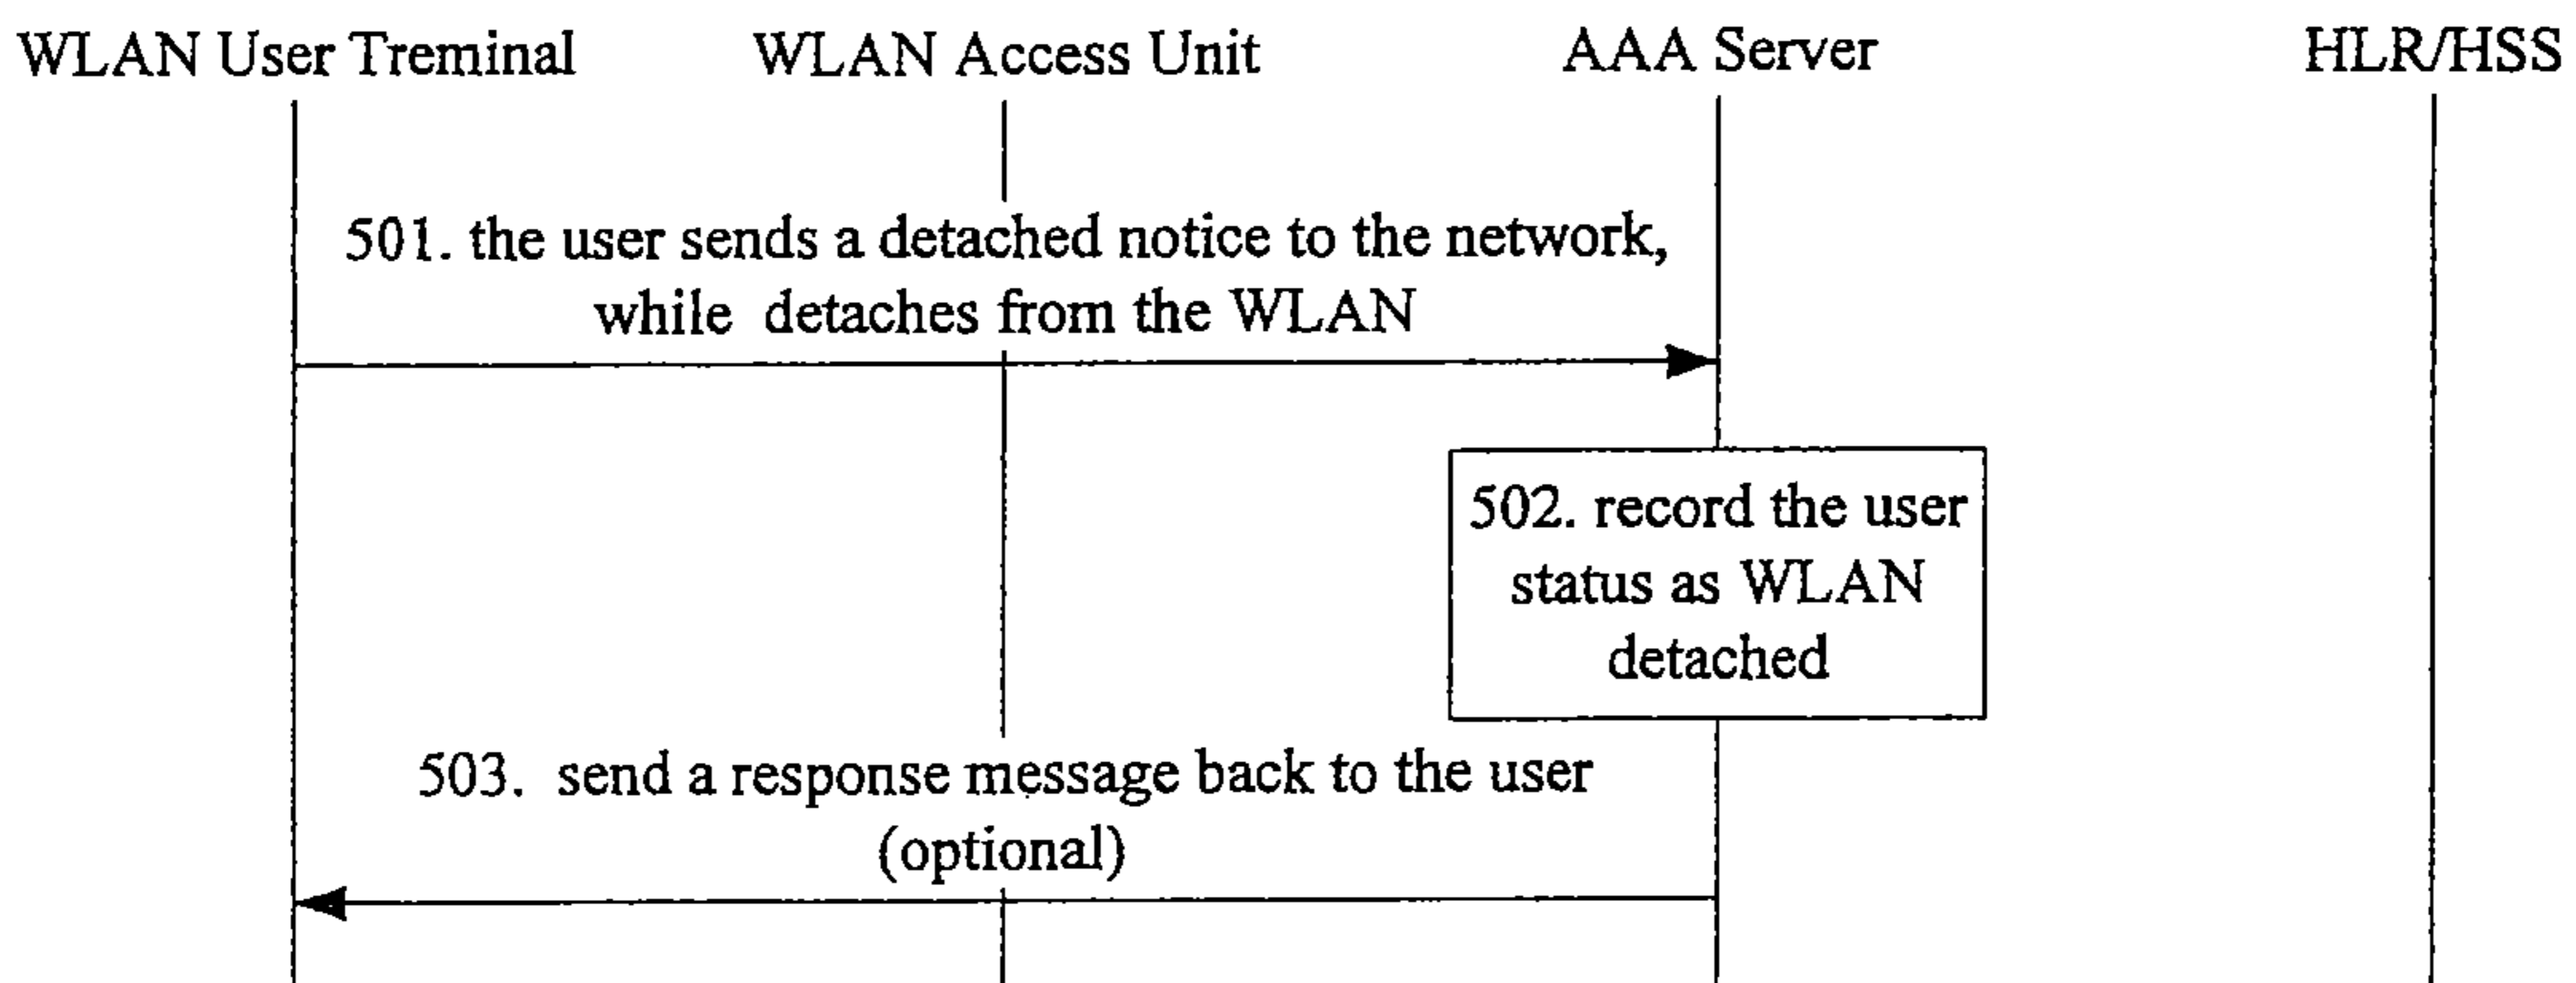 WLAN User Treminal
WLAN Access Unit
AAA Server
HLR/HSS
501. the user sends a detached notice to the network,
while detaches from the WLAN
502. record the user
status as WLAN
detached
503. send a response message back to the user
(optional)